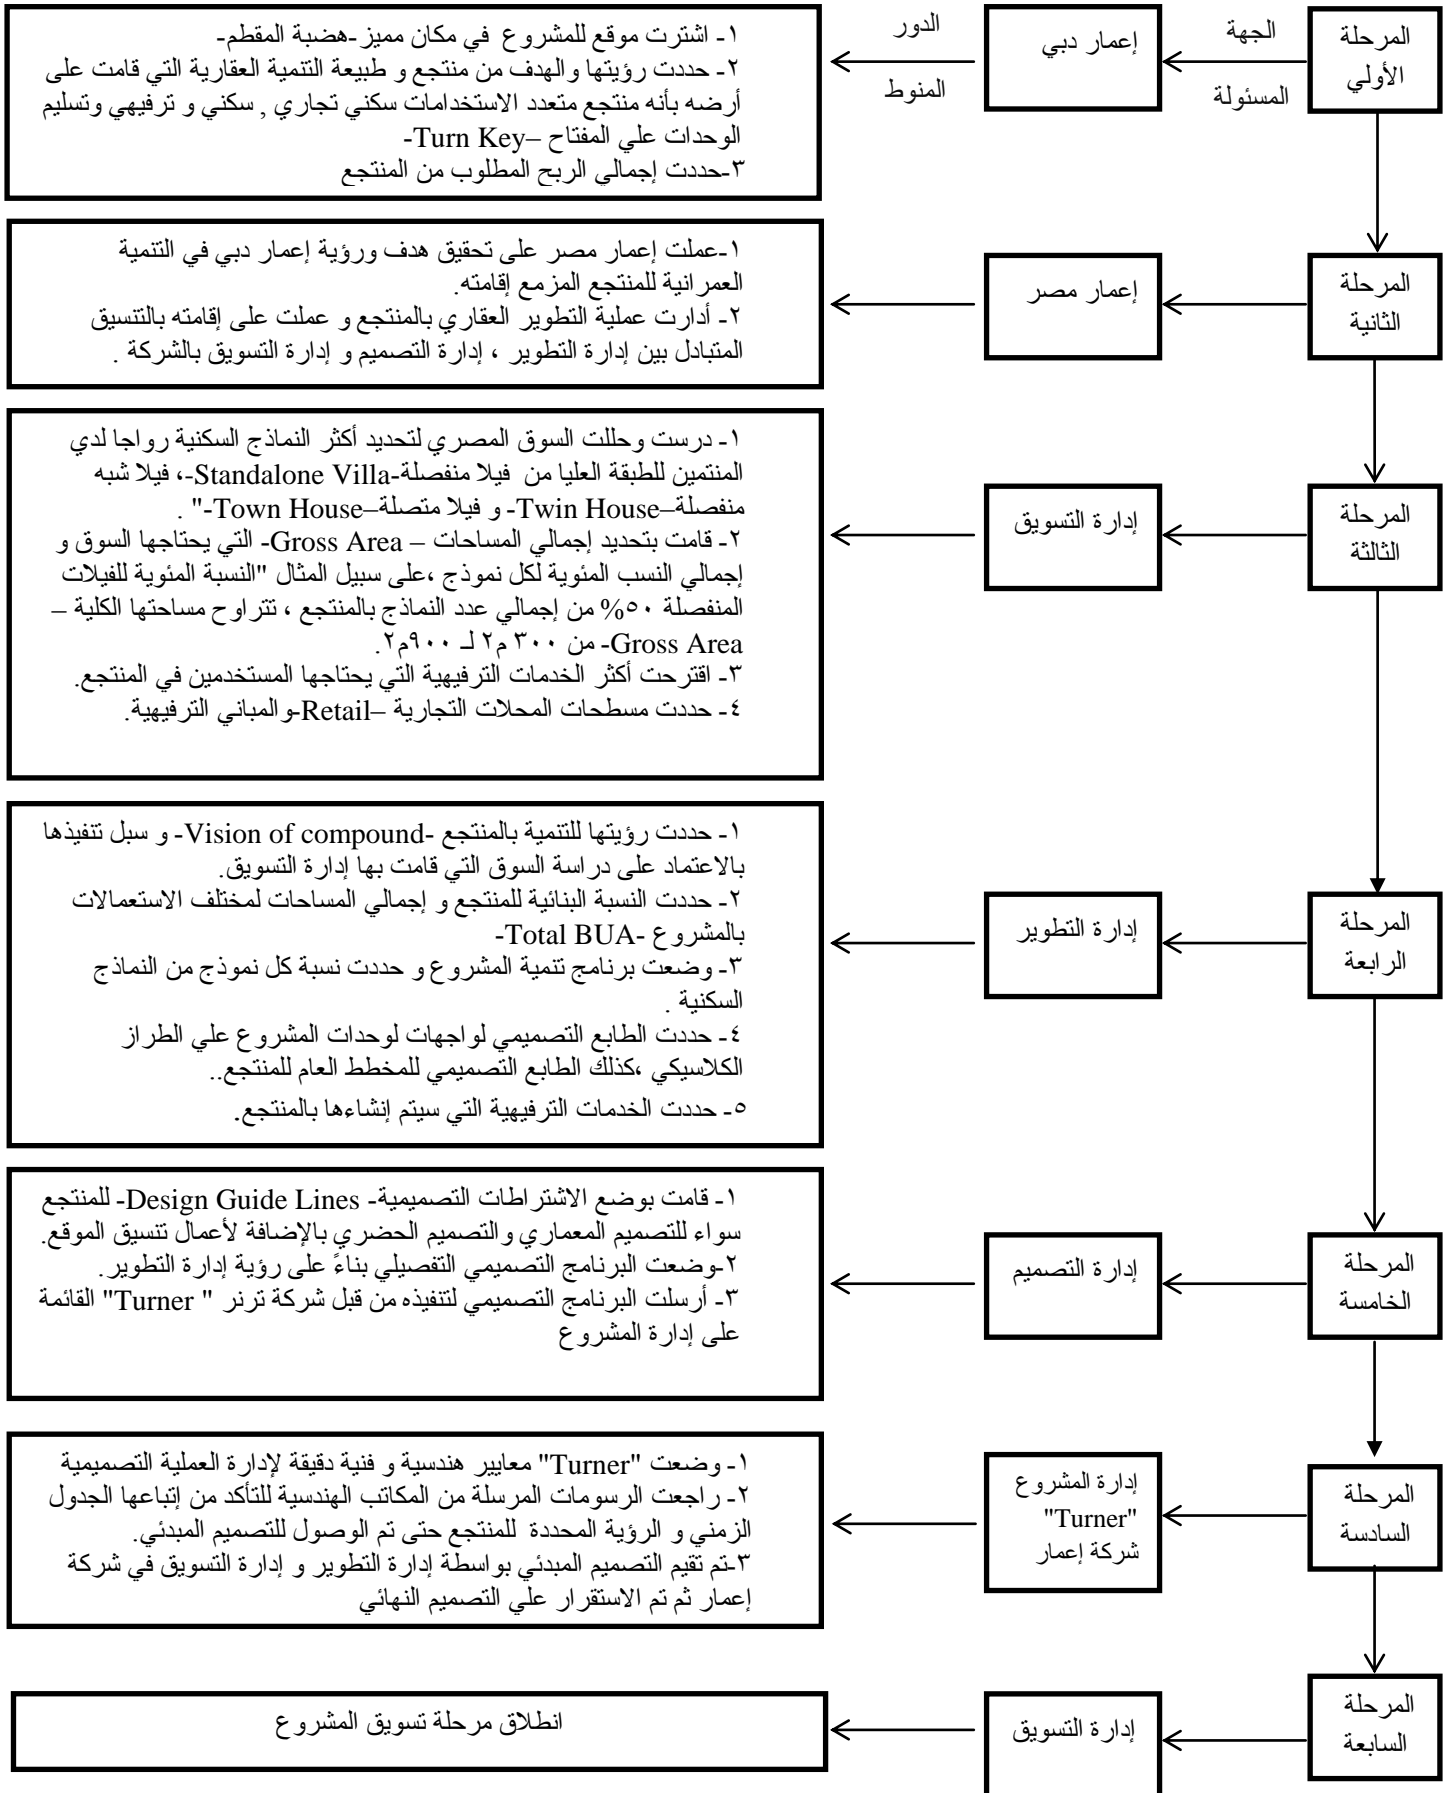 المرحلة
الأولي
الجهة
المسئولة
إعمار دبي
الدور
المنوط
١- اشترت موقع للمشروع في مكان مميز-هضبة المقطم-
٢- حددت رؤيتها والهدف من منتجع و طبيعة التنمية العقارية التي قامت على
أرضه بأنه منتجع متعدد الاستخدامات سكني تجاري , سكني و ترفيهي وتسليم
الوحدات علي المفتاح –Turn Key-
٣-حددت إجمالي الربح المطلوب من المنتجع
المرحلة
الثانية
إعمار مصر
١-عملت إعمار مصر على تحقيق هدف ورؤية إعمار دبي في التنمية
العمرانية للمنتجع المزمع إقامته.
٢- أدارت عملية التطوير العقاري بالمنتجع و عملت على إقامته بالتنسيق
المتبادل بين إدارة التطوير ، إدارة التصميم و إدارة التسويق بالشركة .
المرحلة
الثالثة
إدارة التسويق
١- درست وحللت السوق المصري لتحديد أكثر النماذج السكنية رواجا لدي
المنتمين للطبقة العليا من فيلا منفصلة-Standalone Villa-، فيلا شبه
منفصلة–Twin House- و فيلا متصلة–Town House-" .
٢- قامت بتحديد إجمالي المساحات – Gross Area- التي يحتاجها السوق و
إجمالي النسب المئوية لكل نموذج ،على سبيل المثال "النسبة المئوية للفيلات
المنفصلة ٥٠% من إجمالي عدد النماذج بالمنتجع ، تتراوح مساحتها الكلية –
Gross Area- من ٣٠٠ م٢ لـ ٩٠٠م٢.
٣- اقترحت أكثر الخدمات الترفيهية التي يحتاجها المستخدمين في المنتجع.
٤- حددت مسطحات المحلات التجارية –Retail-والمباني الترفيهية.
المرحلة
الرابعة
إدارة التطوير
١- حددت رؤيتها للتنمية بالمنتجع -Vision of compound- و سبل تنفيذها
بالاعتماد على دراسة السوق التي قامت بها إدارة التسويق.
٢- حددت النسبة البنائية للمنتجع و إجمالي المساحات لمختلف الاستعمالات
بالمشروع -Total BUA-
٣- وضعت برنامج تنمية المشروع و حددت نسبة كل نموذج من النماذج
السكنية .
٤- حددت الطابع التصميمي لواجهات لوحدات المشروع علي الطراز
الكلاسيكي ،كذلك الطابع التصميمي للمخطط العام للمنتجع..
٥- حددت الخدمات الترفيهية التي سيتم إنشاءها بالمنتجع.
المرحلة
الخامسة
إدارة التصميم
١- قامت بوضع الاشتراطات التصميمية- Design Guide Lines- للمنتجع
سواء للتصميم المعماري والتصميم الحضري بالإضافة لأعمال تنسيق الموقع.
٢-وضعت البرنامج التصميمي التفصيلي بناءً على رؤية إدارة التطوير.
٣- أرسلت البرنامج التصميمي لتنفيذه من قبل شركة ترنر " Turner" القائمة
على إدارة المشروع
المرحلة
السادسة
إدارة المشروع
"Turner"
شركة إعمار
١- وضعت "Turner" معايير هندسية و فنية دقيقة لإدارة العملية التصميمية
٢- راجعت الرسومات المرسلة من المكاتب الهندسية للتأكد من إتباعها الجدول
الزمني و الرؤية المحددة للمنتجع حتى تم الوصول للتصميم المبدئي.
٣-تم تقيم التصميم المبدئي بواسطة إدارة التطوير و إدارة التسويق في شركة
إعمار ثم تم الاستقرار علي التصميم النهائي
المرحلة
السابعة
إدارة التسويق
انطلاق مرحلة تسويق المشروع